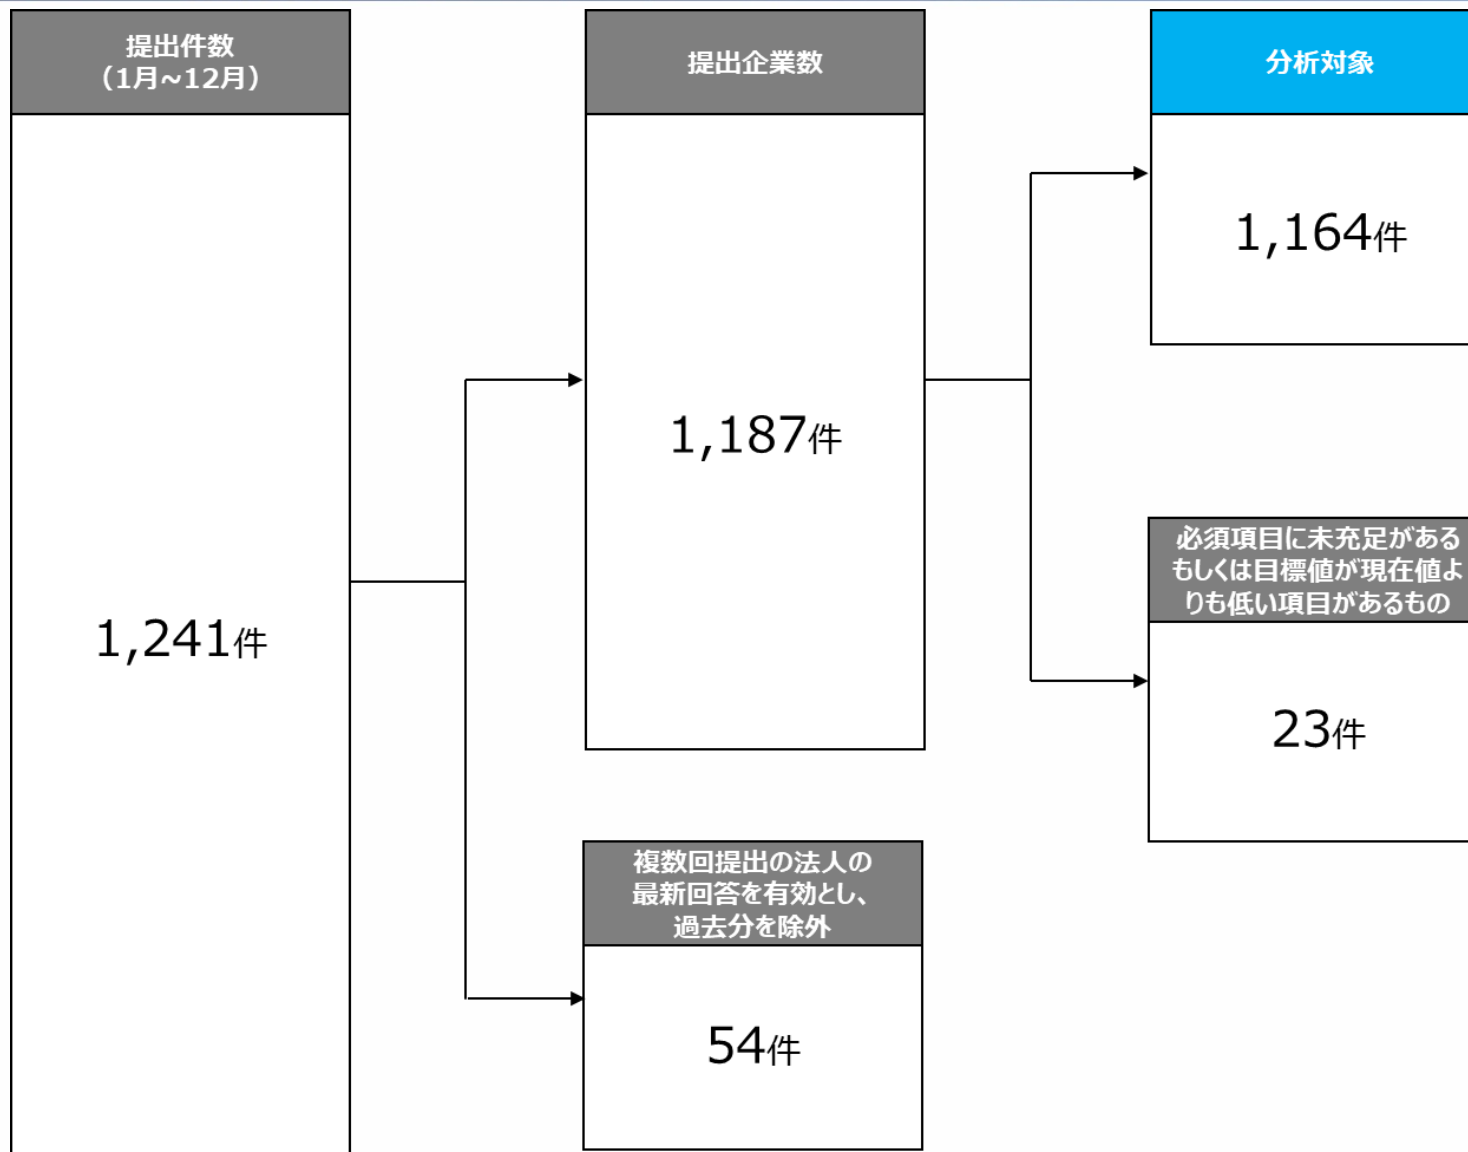 提出件数
(1月~12月)
1,241件
提出企業数
1,187件
複数回提出の法人の
最新回答を有効とし、
過去分を除外
54件
分析対象
1,164件
必須項目に未充足がある
もしくは目標値が現在値よ
りも低い項目があるもの
23件